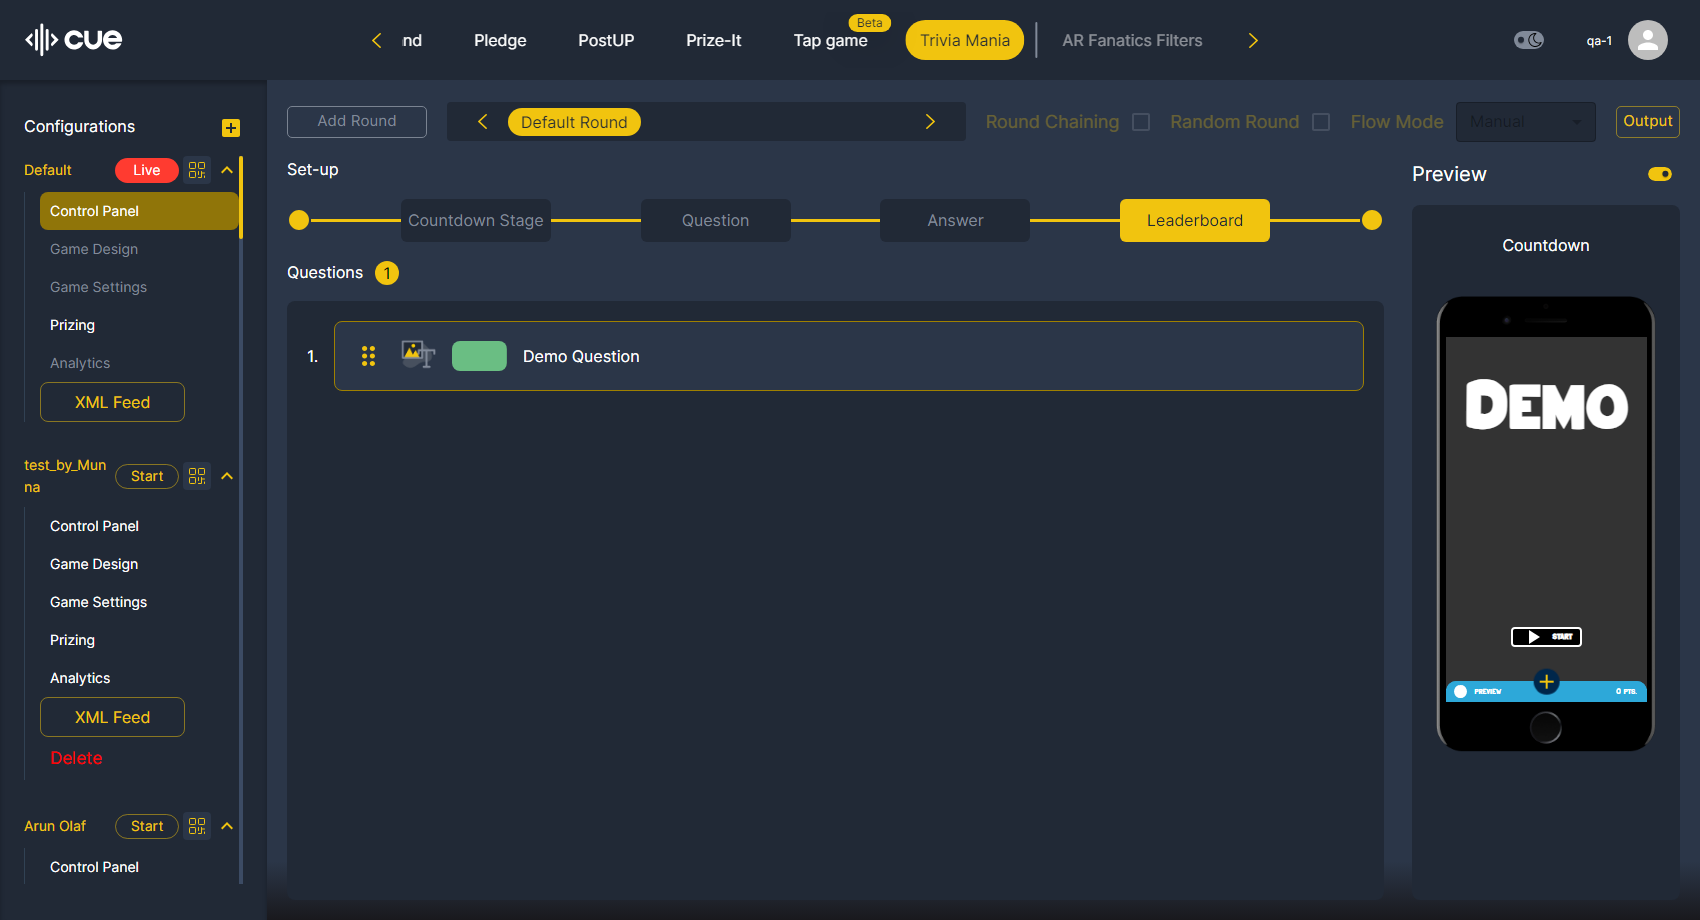 cue
nd
Pledge
PostUP
Prize-It
Tap game
Beta
Trivia Mania
AR Fanatics Filters
qa-1
Configurations
Default
Live
Control Panel
Game Design
Game Settings
Prizing
Analytics
XML Feed
test_by_Mun
na
Start
Control Panel
Game Design
Game Settings
Prizing
Analytics
XML Feed
Delete
Arun Olaf
Start
Control Panel
Add Round
Default Round
Round Chaining
Random Round
Flow Mode
Manual
Output
Set-up
Countdown Stage
Question
Answer
Leaderboard
Questions
1
1.
Demo Question
Preview
Countdown
DEMO
START
PREVIEW
0 PTS.